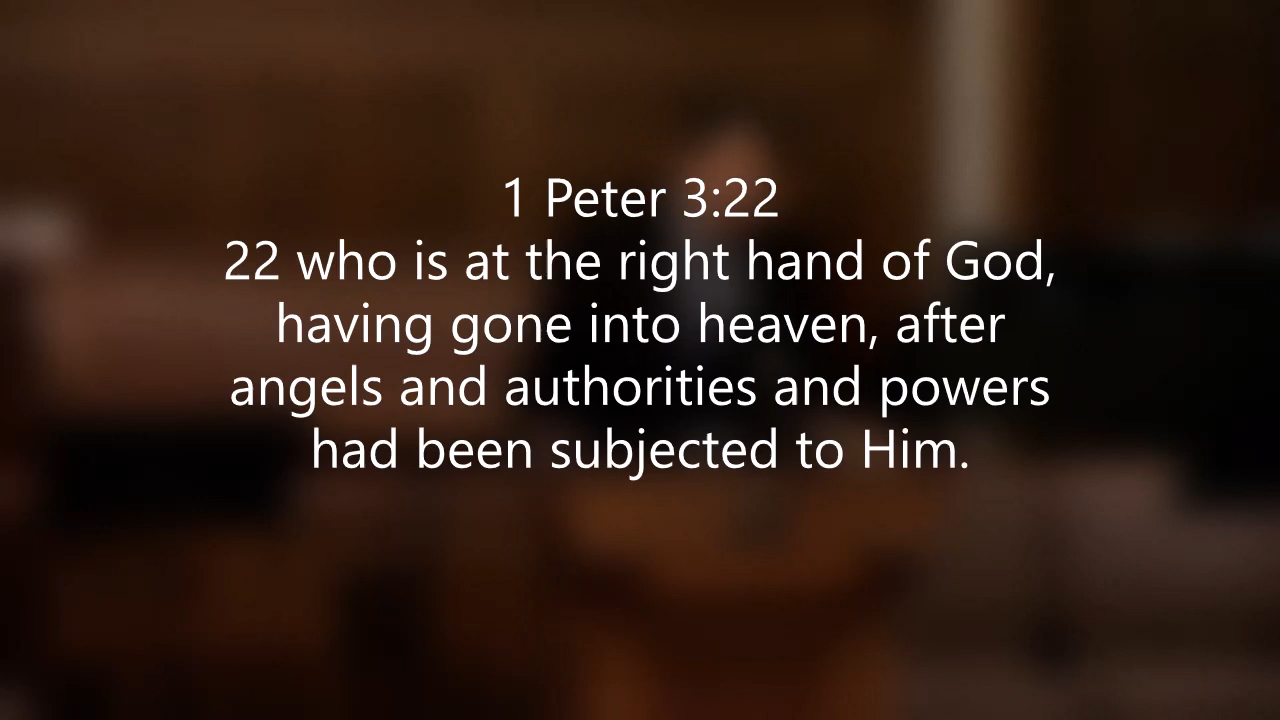 1 Peter 3:22
22 who is at the right hand of God,
having gone into heaven, after
angels and authorities and powers
had been subjected to Him.